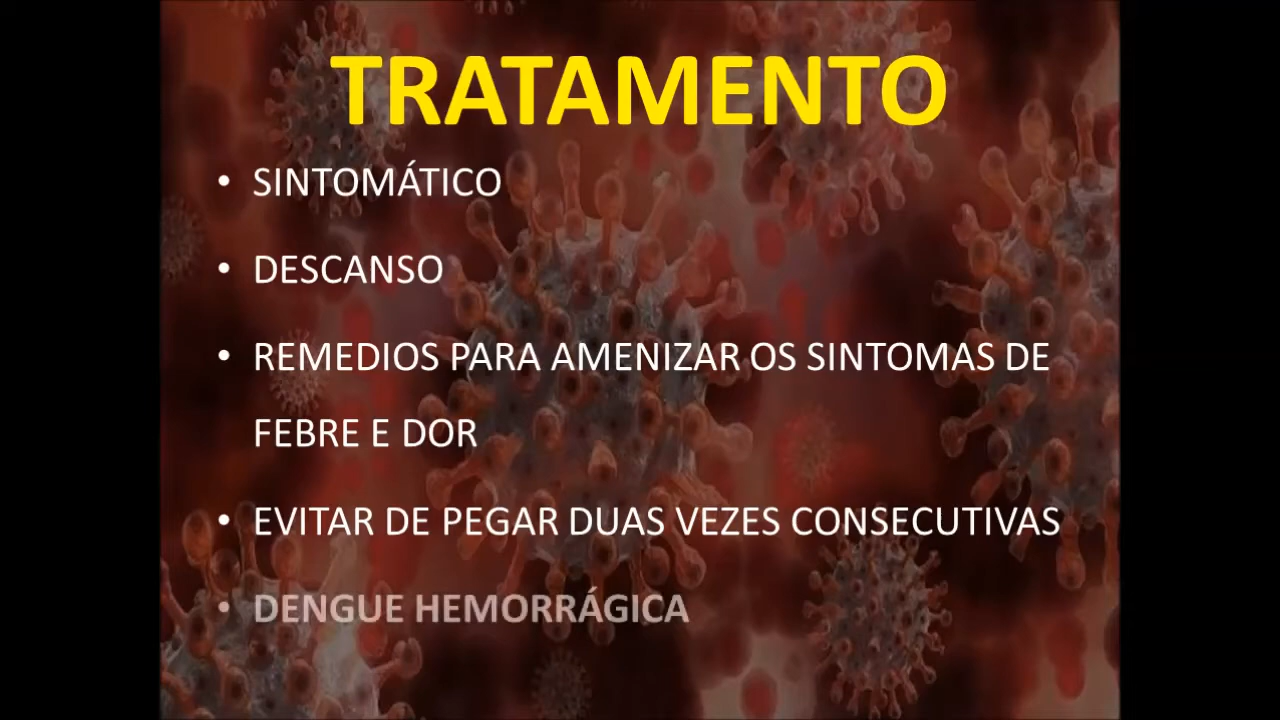 TRATAMENTO
• SINTOMÁTICO
• DESCANSO
• REMEDIOS PARA AMENIZAR OS SINTOMAS DE
FEBRE E DOR
• EVITAR DE PEGAR DUAS VEZES CONSECUTIVAS
• DENGUE HEMORRÁGICA